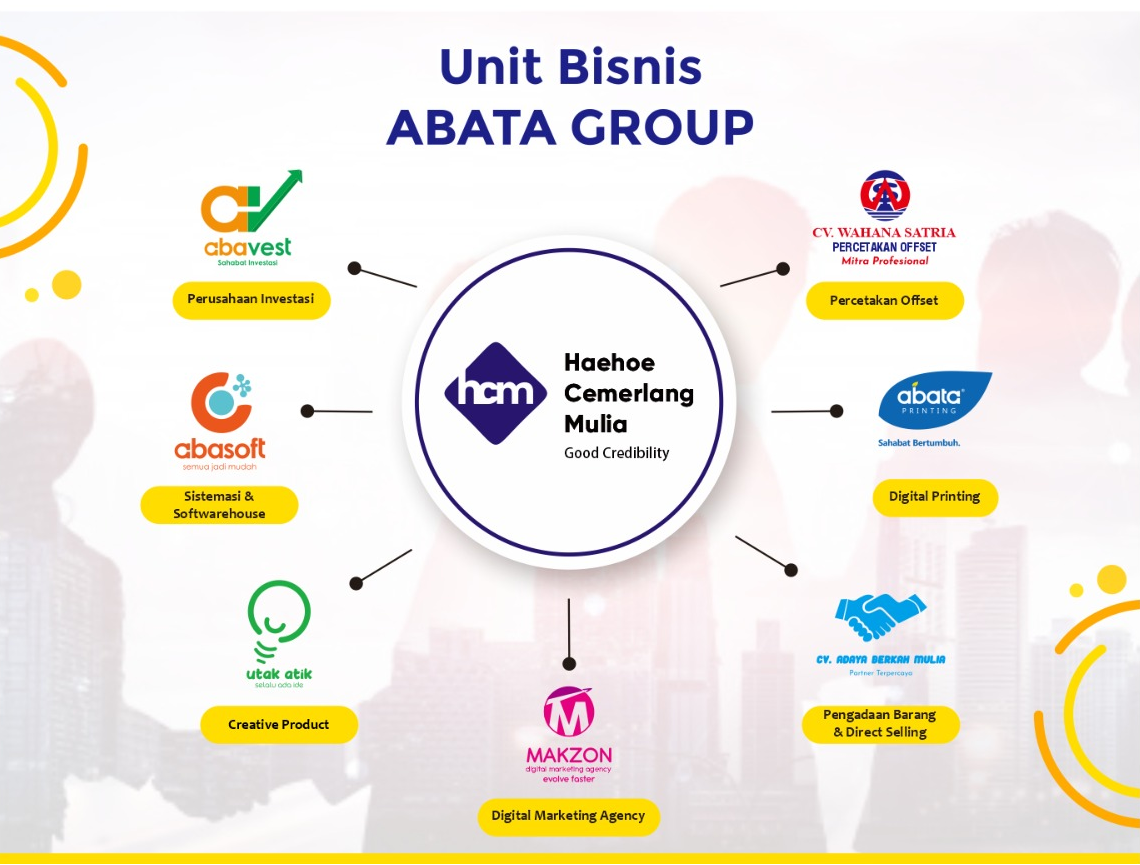 Unit Bisnis
ABATA GROUP
abavest
Sahabat Investasi
Perusahaan Investasi
CV. WAHANA SATRIA
PERCETAKAN OFFSET
Mitra Profesional
Percetakan Offset
hcm
Haehoe
Cemerlang
Mulia
Good Credibility
abasoft
semua jadi mudah
Sistemasi &
Softwarehouse
abata®
PRINTING
Sahabat Bertumbuh.
Digital Printing
utak atik
selalu ada ide
Creative Product
CV. ADAYA BERKAH MULIA
Partner Terpercaya
Pengadaan Barang
& Direct Selling
M
MAKZON
digital marketing agency
evolve faster
Digital Marketing Agency